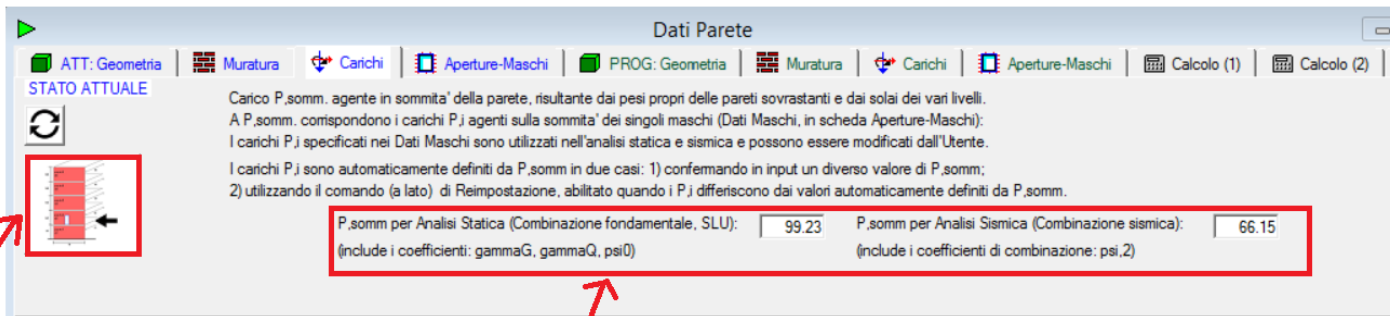 Dati Parete
ATT: Geometria Muratura Carichi Aperture-Maschi PROG: Geometria Muratura Carichi Aperture-Maschi Calcolo (1) Calcolo (2)
STATO ATTUALE
Carico P,somm. agente in sommita' della parete, risultante dai pesi propri delle pareti sovrastanti e dai solai dei vari livelli.
A P,somm. corrispondono i carichi P,i agenti sulla sommita' dei singoli maschi (Dati Maschi, in scheda Aperture-Maschi):
I carichi P,i specificati nei Dati Maschi sono utilizzati nell'analisi statica e sismica e possono essere modificati dall'Utente.
I carichi P,i sono automaticamente definiti da P,somm in due casi: 1) confermando in input un diverso valore di P,somm;
2) utilizzando il comando (a lato) di Reimpostazione, abilitato quando i P,i differiscono dai valori automaticamente definiti da P,somm.
P,somm per Analisi Statica (Combinazione fondamentale, SLU): 99.23 P,somm per Analisi Sismica (Combinazione sismica): 66.15
(include i coefficienti: gammaG, gammaQ, psi0) (include i coefficienti di combinazione: psi,2)